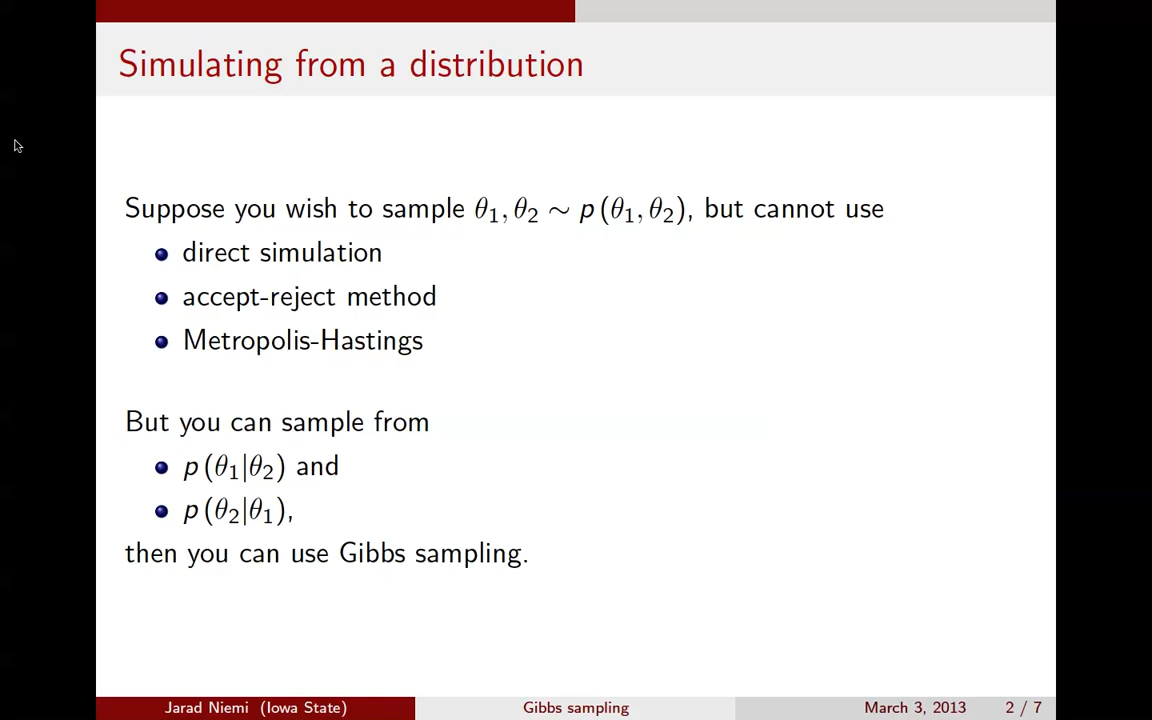 Simulating from a distribution
Suppose you wish to sample θ₁, θ₂ ∼ p(θ₁, θ₂), but cannot use
direct simulation
accept-reject method
Metropolis-Hastings
But you can sample from
p(θ₁|θ₂) and
p(θ₂|θ₁),
then you can use Gibbs sampling.
Jarad Niemi (Iowa State) Gibbs sampling March 3, 2013 2 / 7